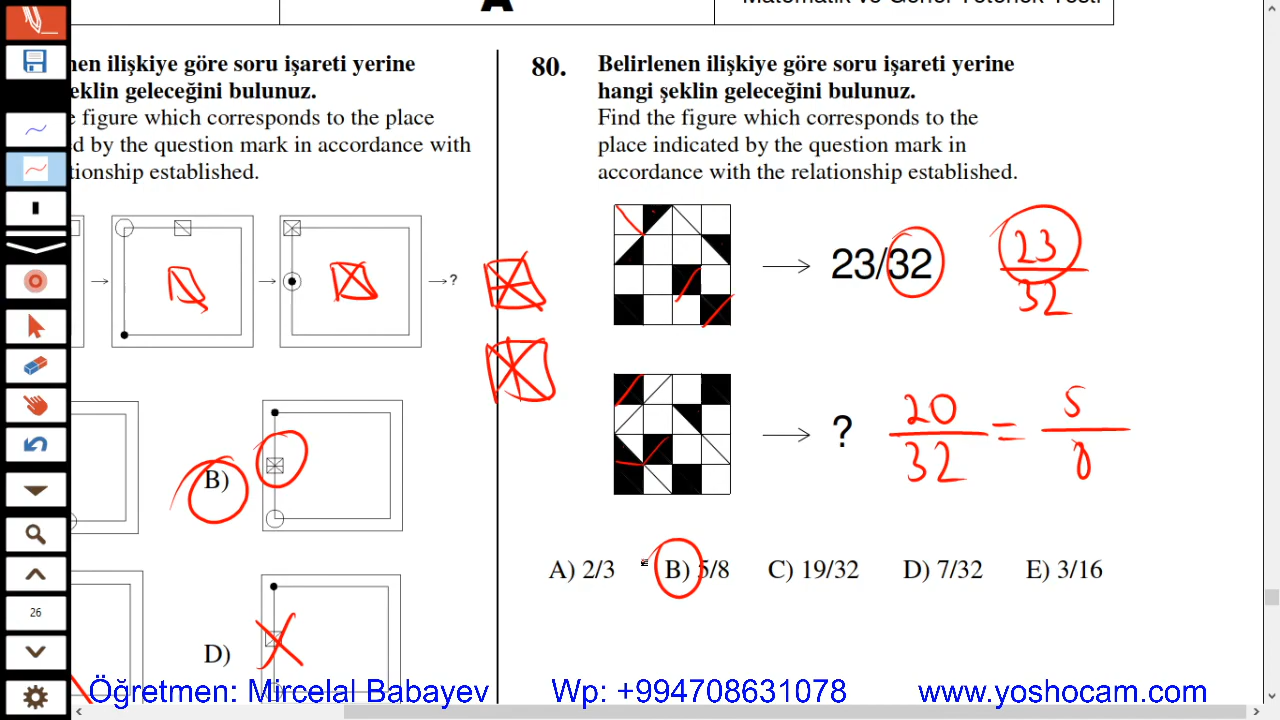 A
Matematik ve Genel Yetenek Testi
nen ilişkiye göre soru işareti yerine
eklin geleceğini bulunuz.
e figure which corresponds to the place
ed by the question mark in accordance with
tionship established.
?
B)
D)
80. Belirlenen ilişkiye göre soru işareti yerine
hangi şeklin geleceğini bulunuz.
Find the figure which corresponds to the
place indicated by the question mark in
accordance with the relationship established.
23/32
23
32
?
20
32
=
5
8
A) 2/3 B) 5/8 C) 19/32 D) 7/32 E) 3/16
26
Öğretmen: Mircelal Babayev Wp: +994708631078 www.yoshocam.com